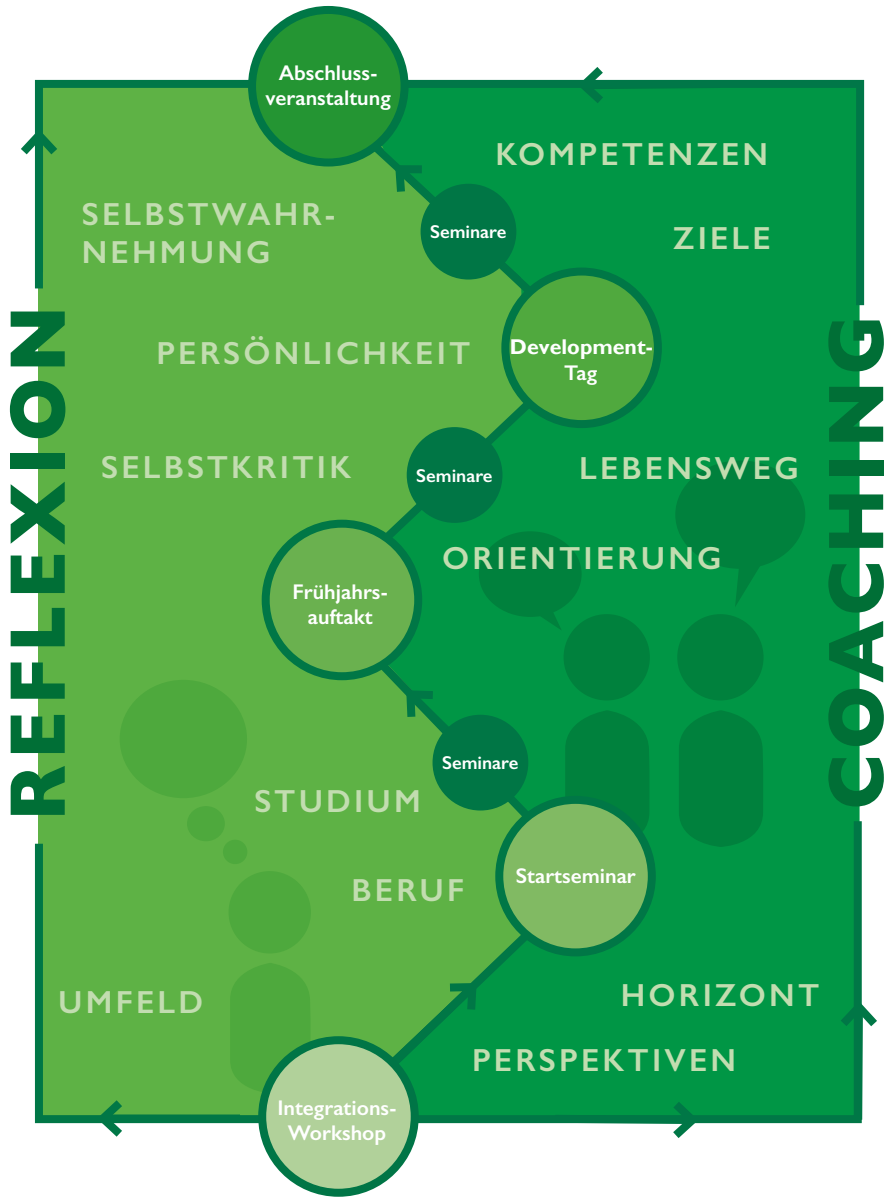 Abschluss-
veranstaltung
KOMPETENZEN
SELBSTWAHR-
NEHMUNG
Seminare
ZIELE
PERSÖNLICHKEIT
Development-
Tag
REFLEXION
COACHING
SELBSTKRITIK
Seminare
LEBENSWEG
ORIENTIERUNG
Frühjahrs-
auftakt
Seminare
STUDIUM
BERUF
Startseminar
UMFELD
HORIZONT
PERSPEKTIVEN
Integrations-
Workshop